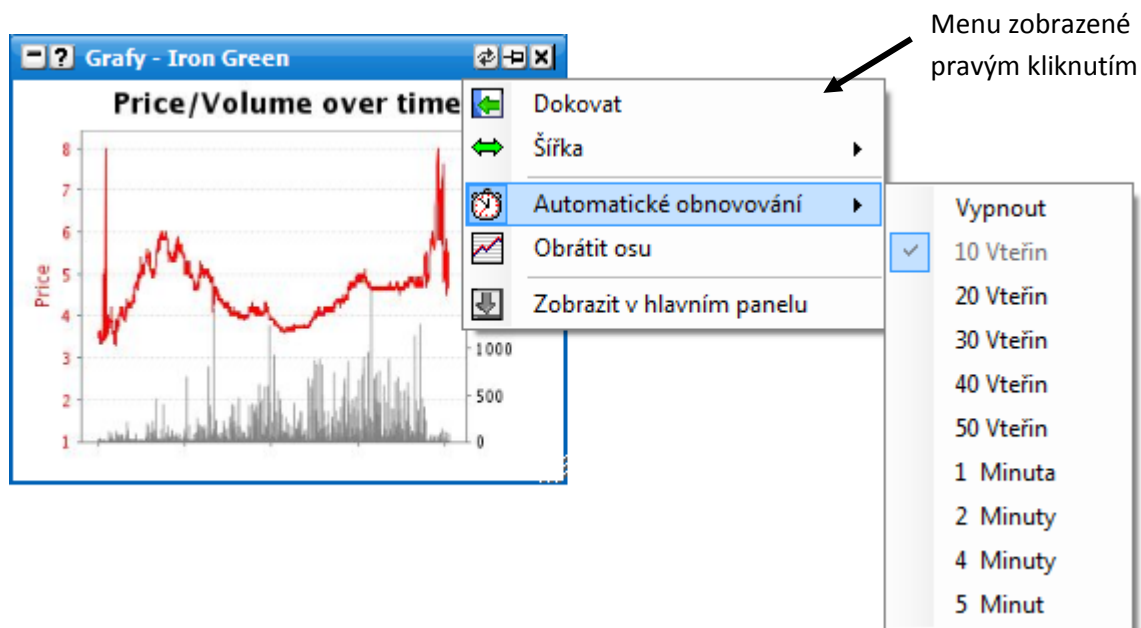 Menu zobrazené
pravým kliknutím
Grafy - Iron Green
Price/Volume over time
Price
8
7
6
5
4
3
2
1
1000
500
0
Dokovat
Šířka
Automatické obnovování
Obrátit osu
Zobrazit v hlavním panelu
Vypnout
10 Vteřin
20 Vteřin
30 Vteřin
40 Vteřin
50 Vteřin
1 Minuta
2 Minuty
4 Minuty
5 Minut